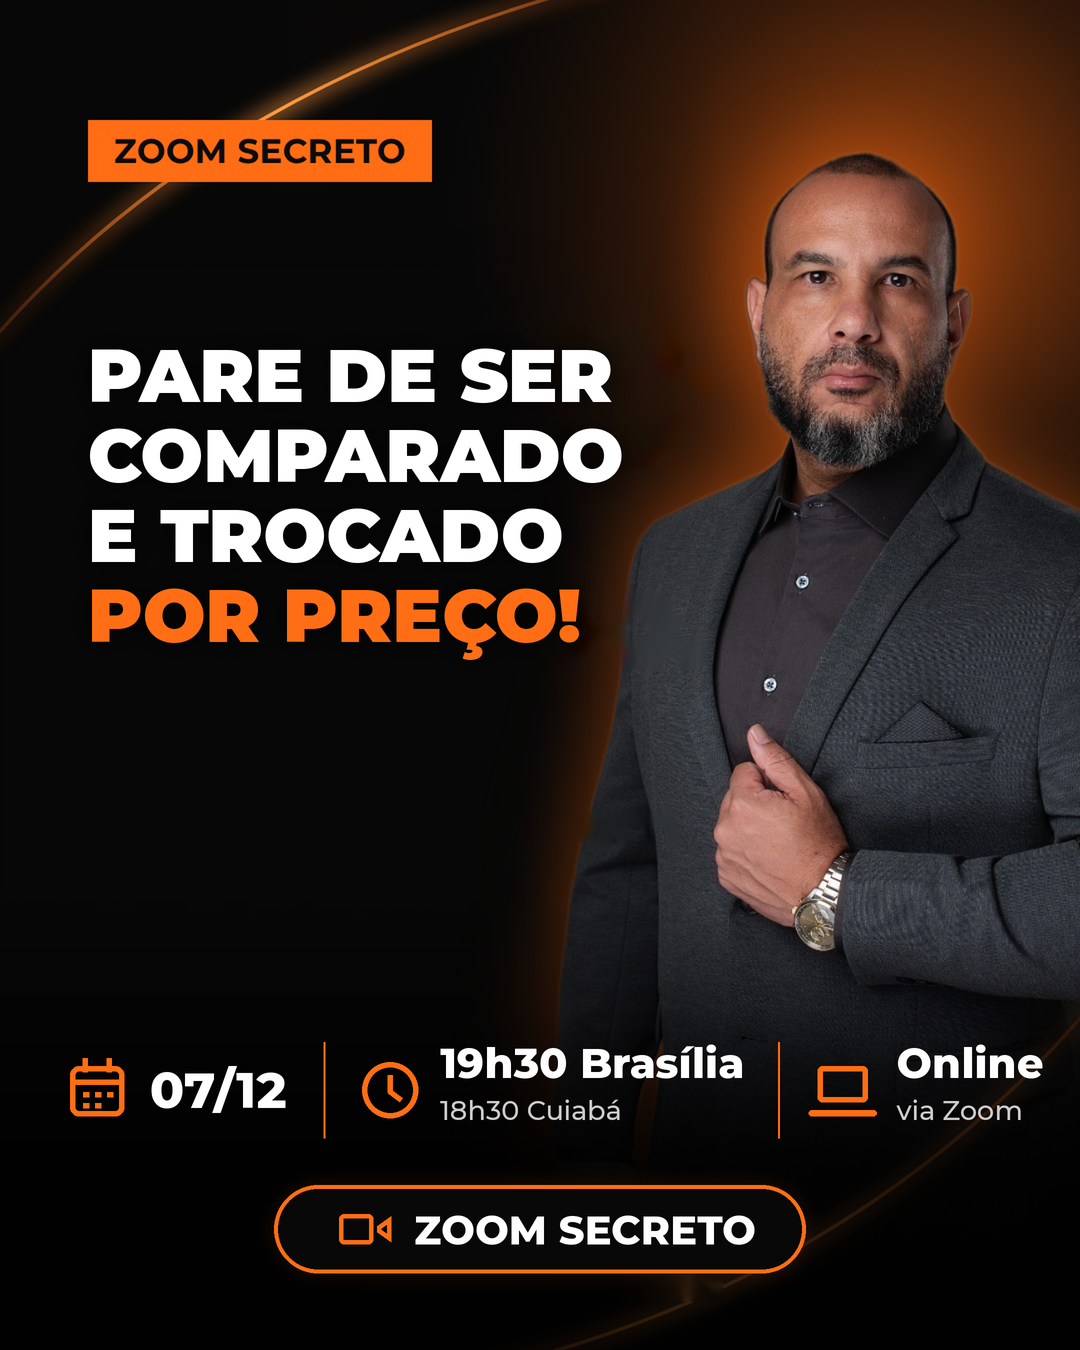 ZOOM SECRETO
PARE DE SER
COMPARADO
E TROCADO
POR PREÇO!
07/12
19h30 Brasília
18h30 Cuiabá
Online
via Zoom
ZOOM SECRETO